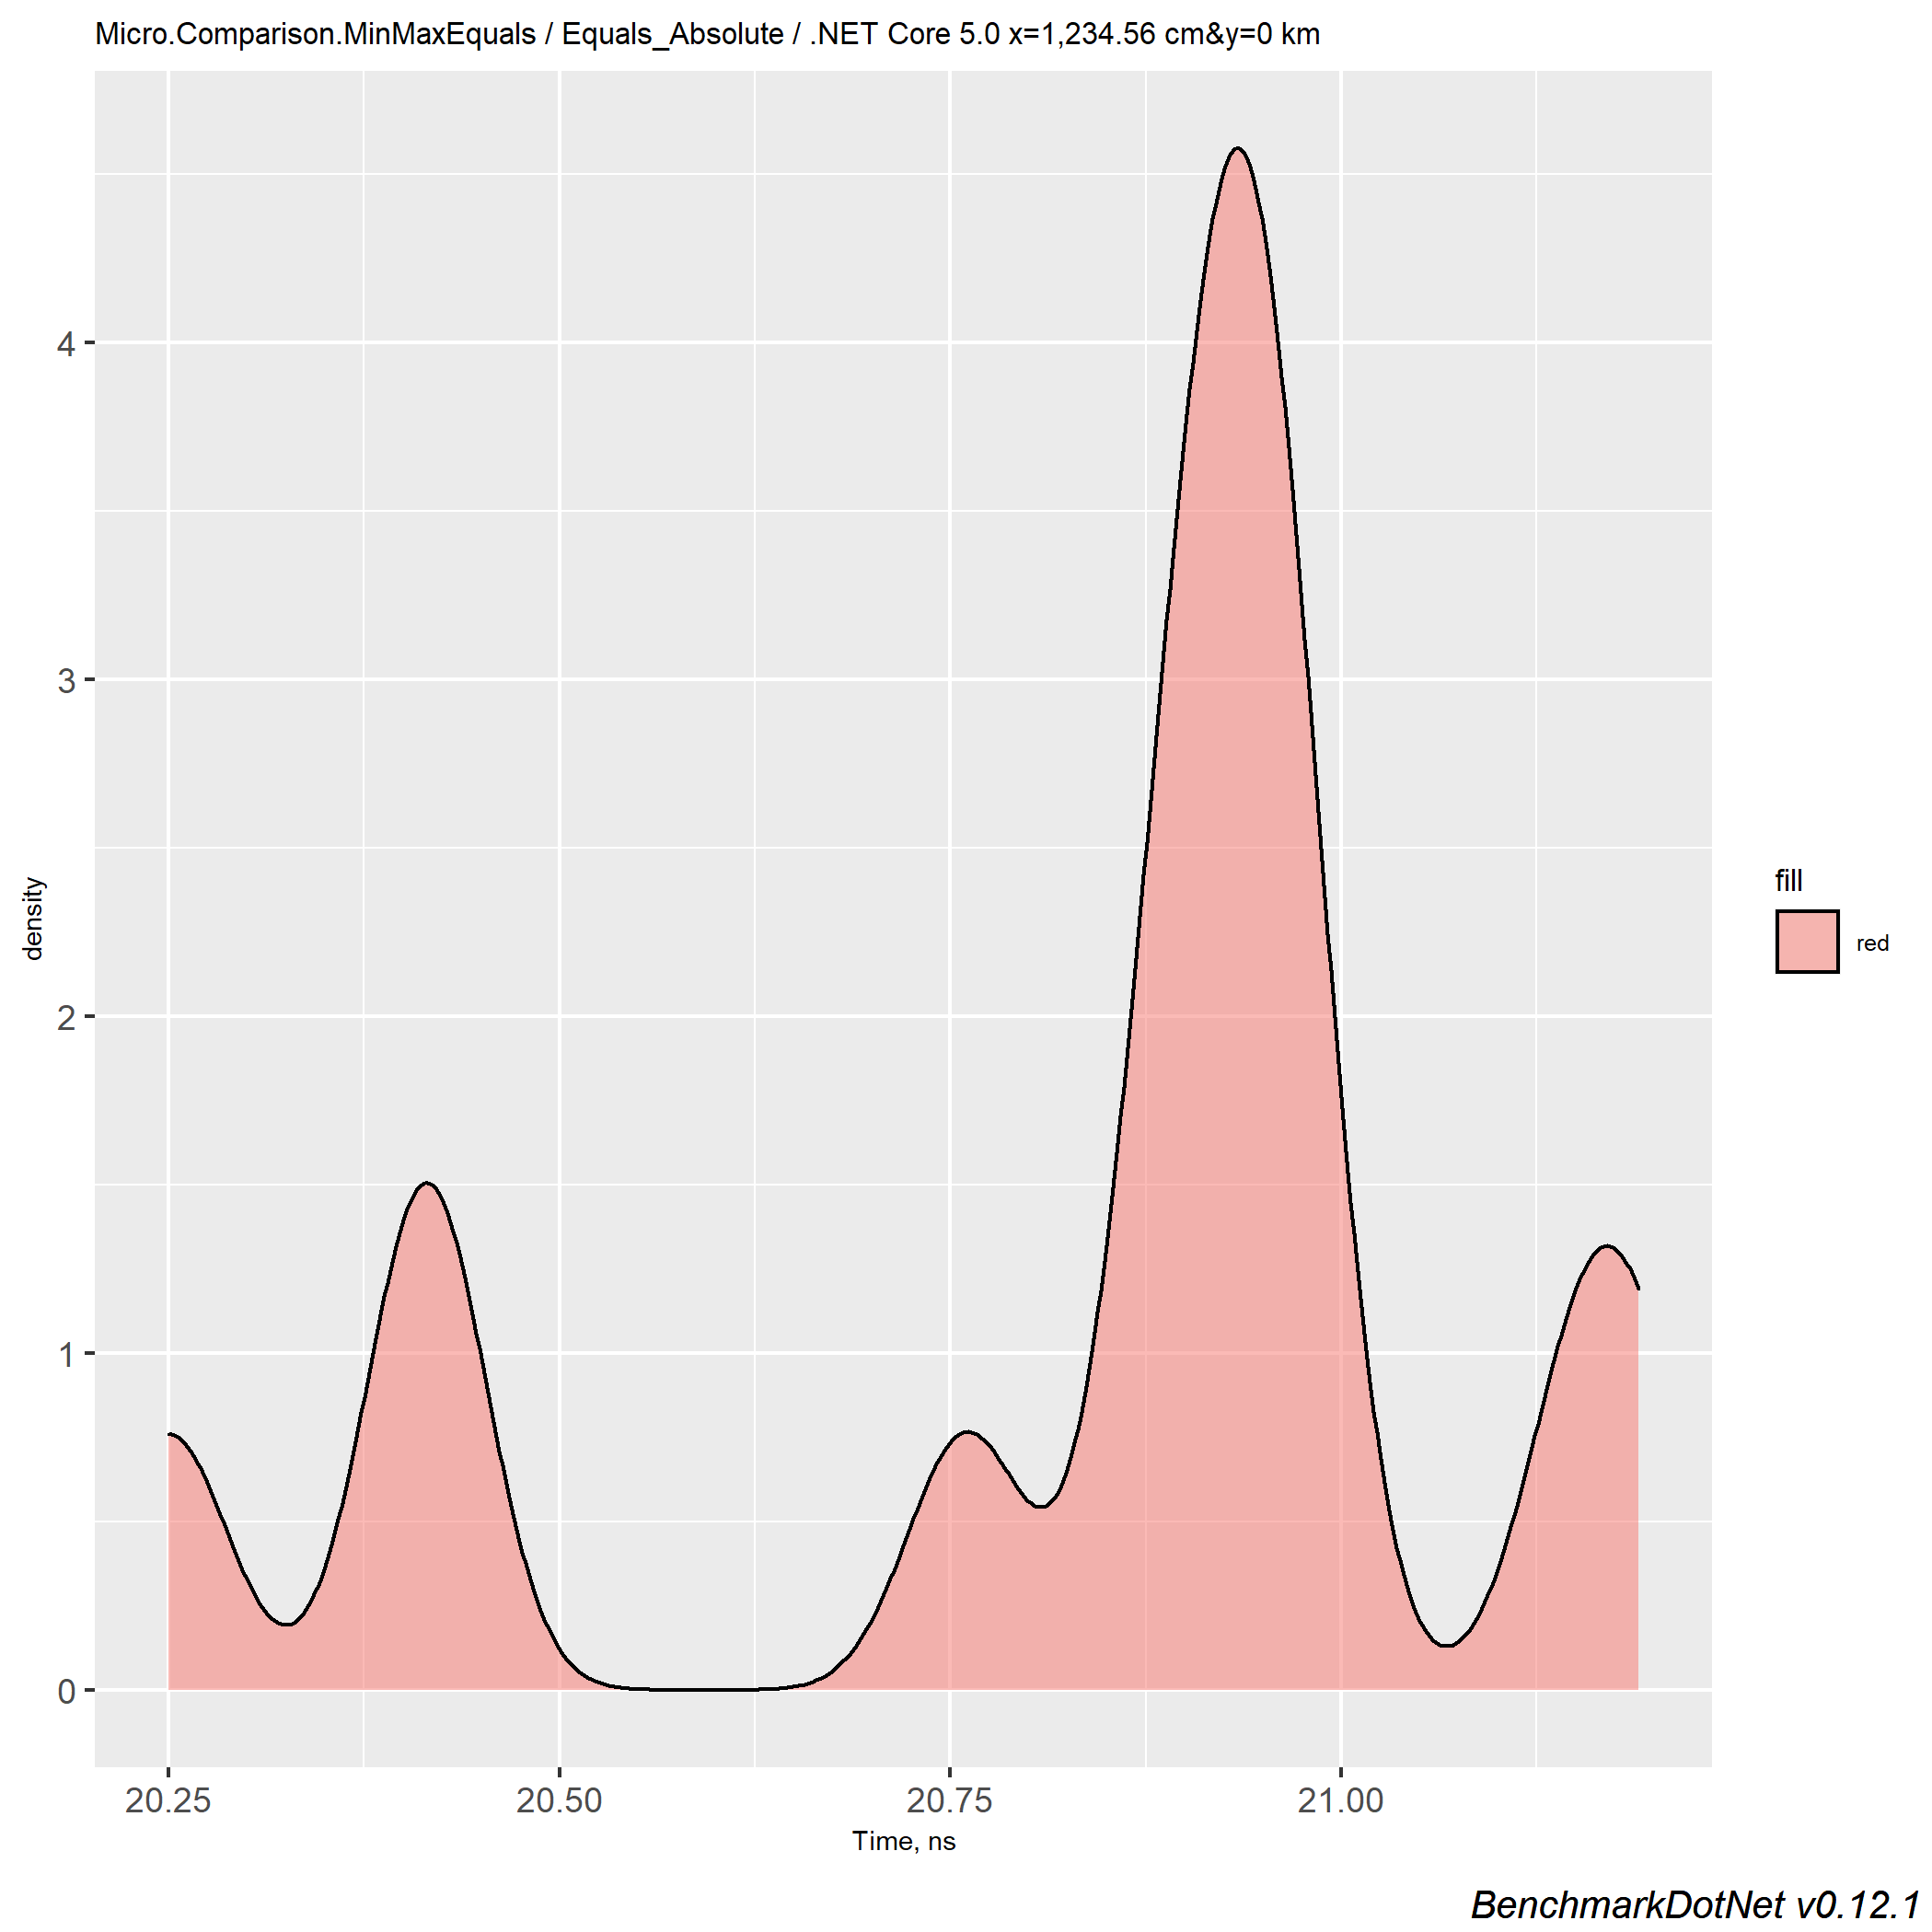 Micro.Comparison.MinMaxEquals / Equals_Absolute / .NET Core 5.0 x=1,234.56 cm&y=0 km
4
3
2
1
0
density
20.25 20.50 20.75 21.00
Time, ns
fill
red
BenchmarkDotNet v0.12.1